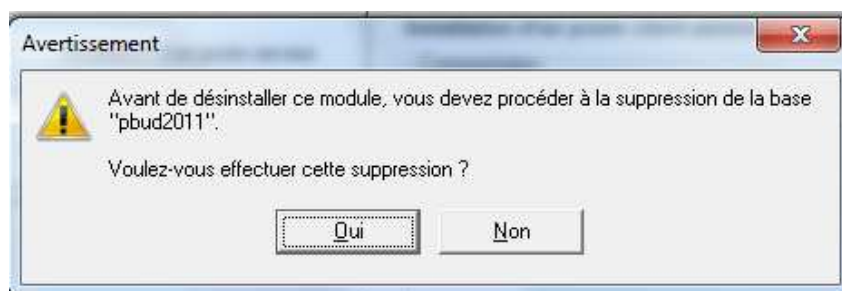 Avertissement
Avant de désinstaller ce module, vous devez procéder à la suppression de la base
"pbud2011".
Voulez-vous effectuer cette suppression ?
Oui
Non